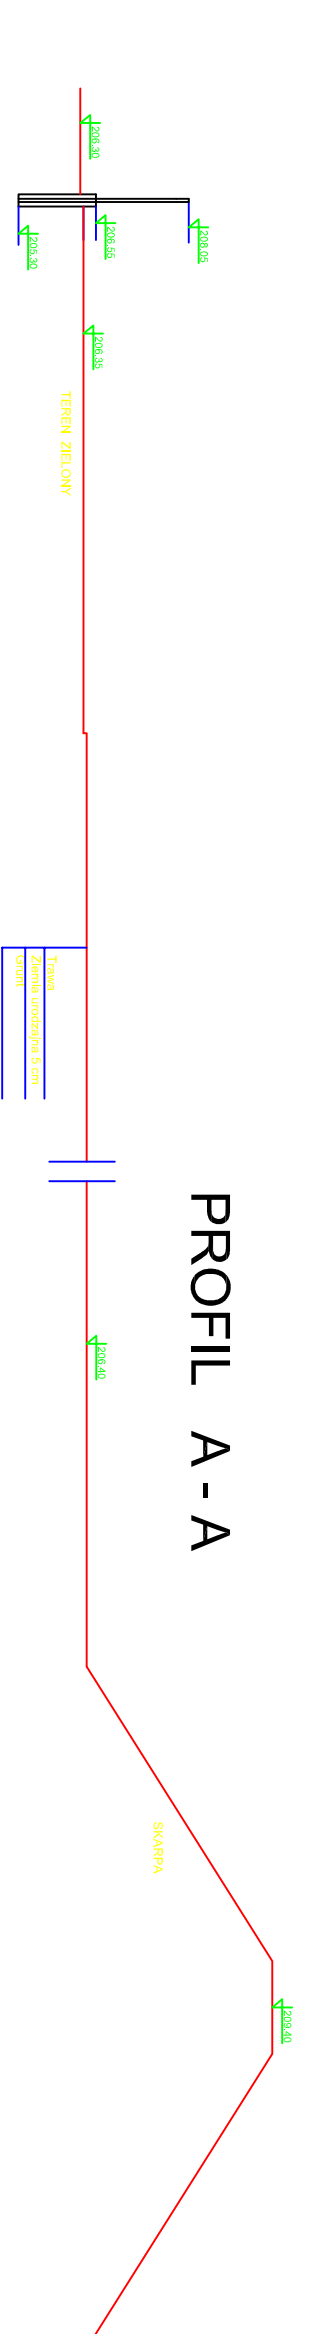 PROFIL A - A
206.30
205.30
206.55
208.05
206.35
TEREN ZIELONY
Trawa
Ziemia urodzajna 5 cm
Grunt
206.40
SKARPA
209.40